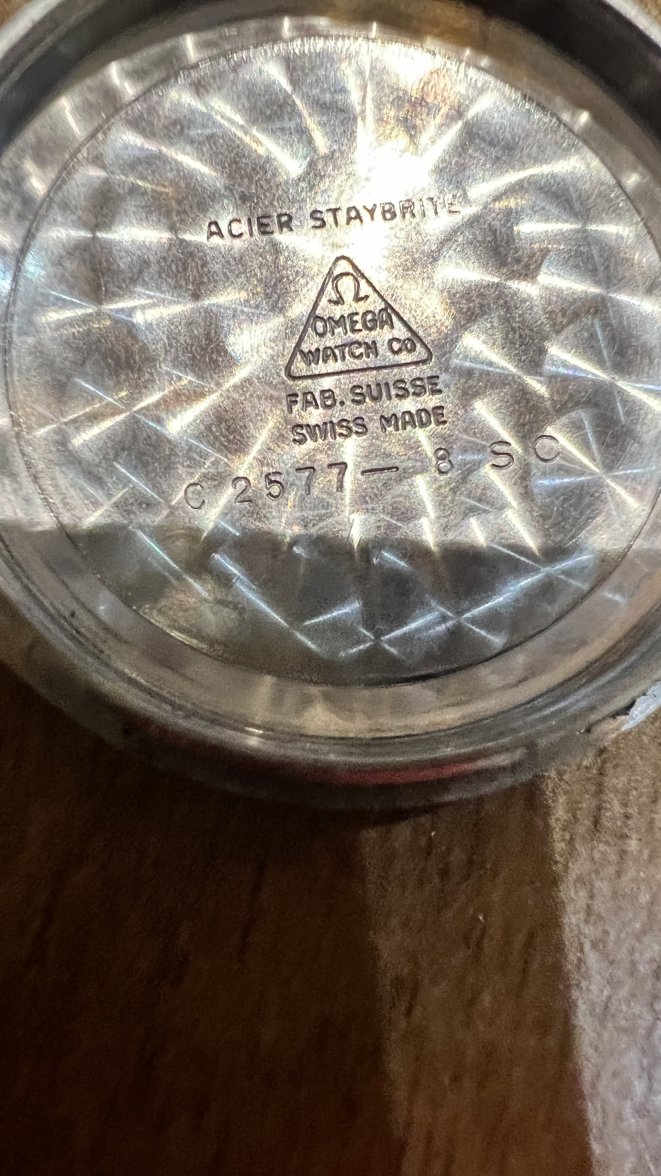 ACIER STAYBRITE
Ω
OMEGA
WATCH CO
FAB. SUISSE
SWISS MADE
C 2577 — 8 SC